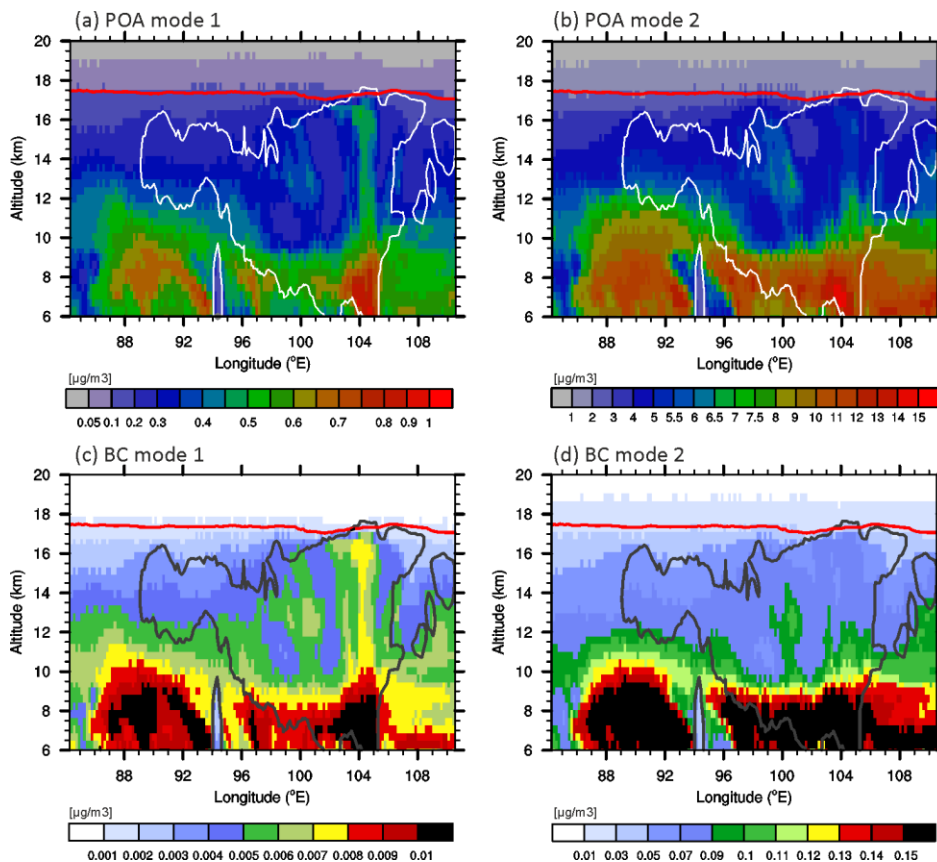 (a) POA mode 1
(b) POA mode 2
20
18
16
14
12
10
8
6
Altitude (km)
88 92 96 100 104 108
Longitude (°E)
[µg/m3]
0.05 0.1 0.2 0.3 0.4 0.5 0.6 0.7 0.8 0.9 1
20
18
16
14
12
10
8
6
Altitude (km)
88 92 96 100 104 108
Longitude (°E)
[µg/m3]
1 2 3 4 5 5.5 6 6.5 7 7.5 8 9 10 11 12 13 14 15
(c) BC mode 1
(d) BC mode 2
20
18
16
14
12
10
8
6
Altitude (km)
88 92 96 100 104 108
Longitude (°E)
[µg/m3]
0.001 0.002 0.003 0.004 0.005 0.006 0.007 0.008 0.009 0.01
20
18
16
14
12
10
8
6
Altitude (km)
88 92 96 100 104 108
Longitude (°E)
[µg/m3]
0.01 0.03 0.05 0.07 0.09 0.1 0.11 0.12 0.13 0.14 0.15